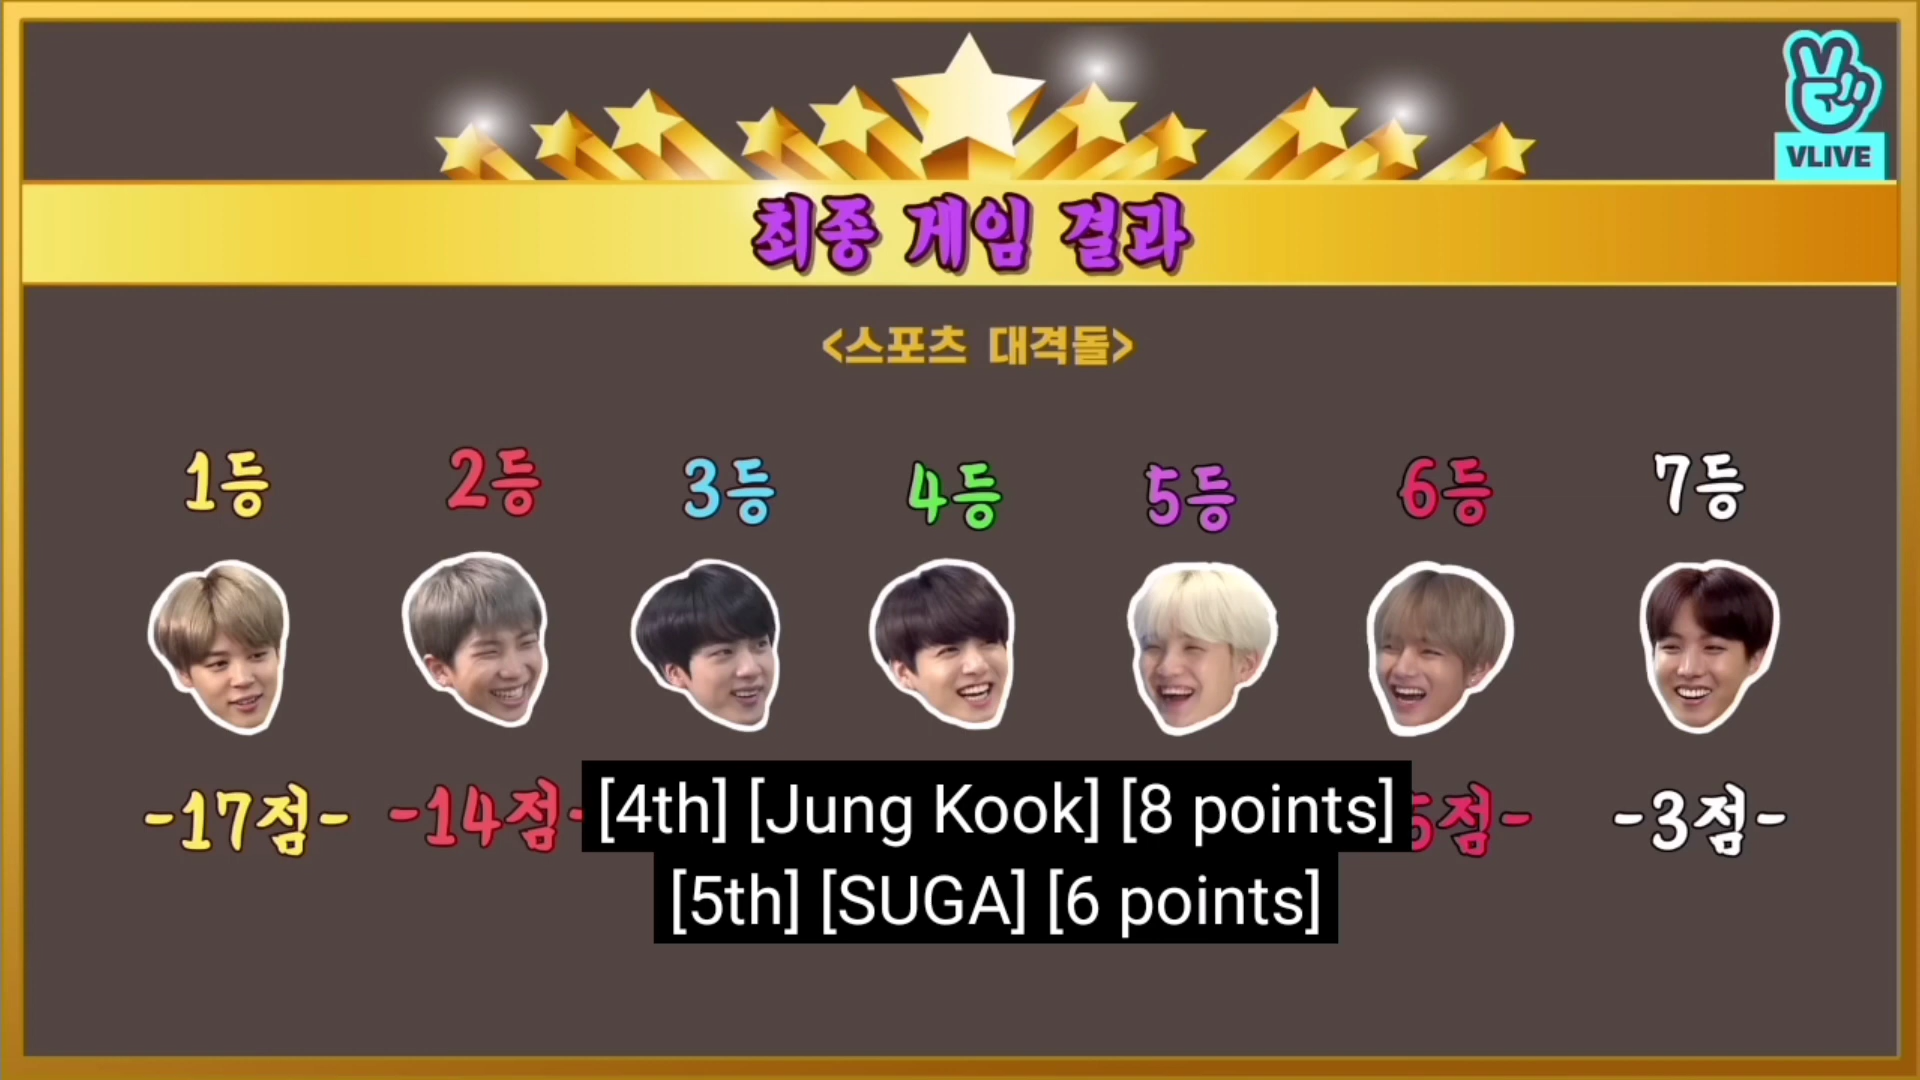 VLIVE
최종 게임 결과
<스포츠 대격돌>
1등 2등 3등 4등 5등 6등 7등
-17점- -14점- 5점- -3점-
[4th] [Jung Kook] [8 points]
[5th] [SUGA] [6 points]